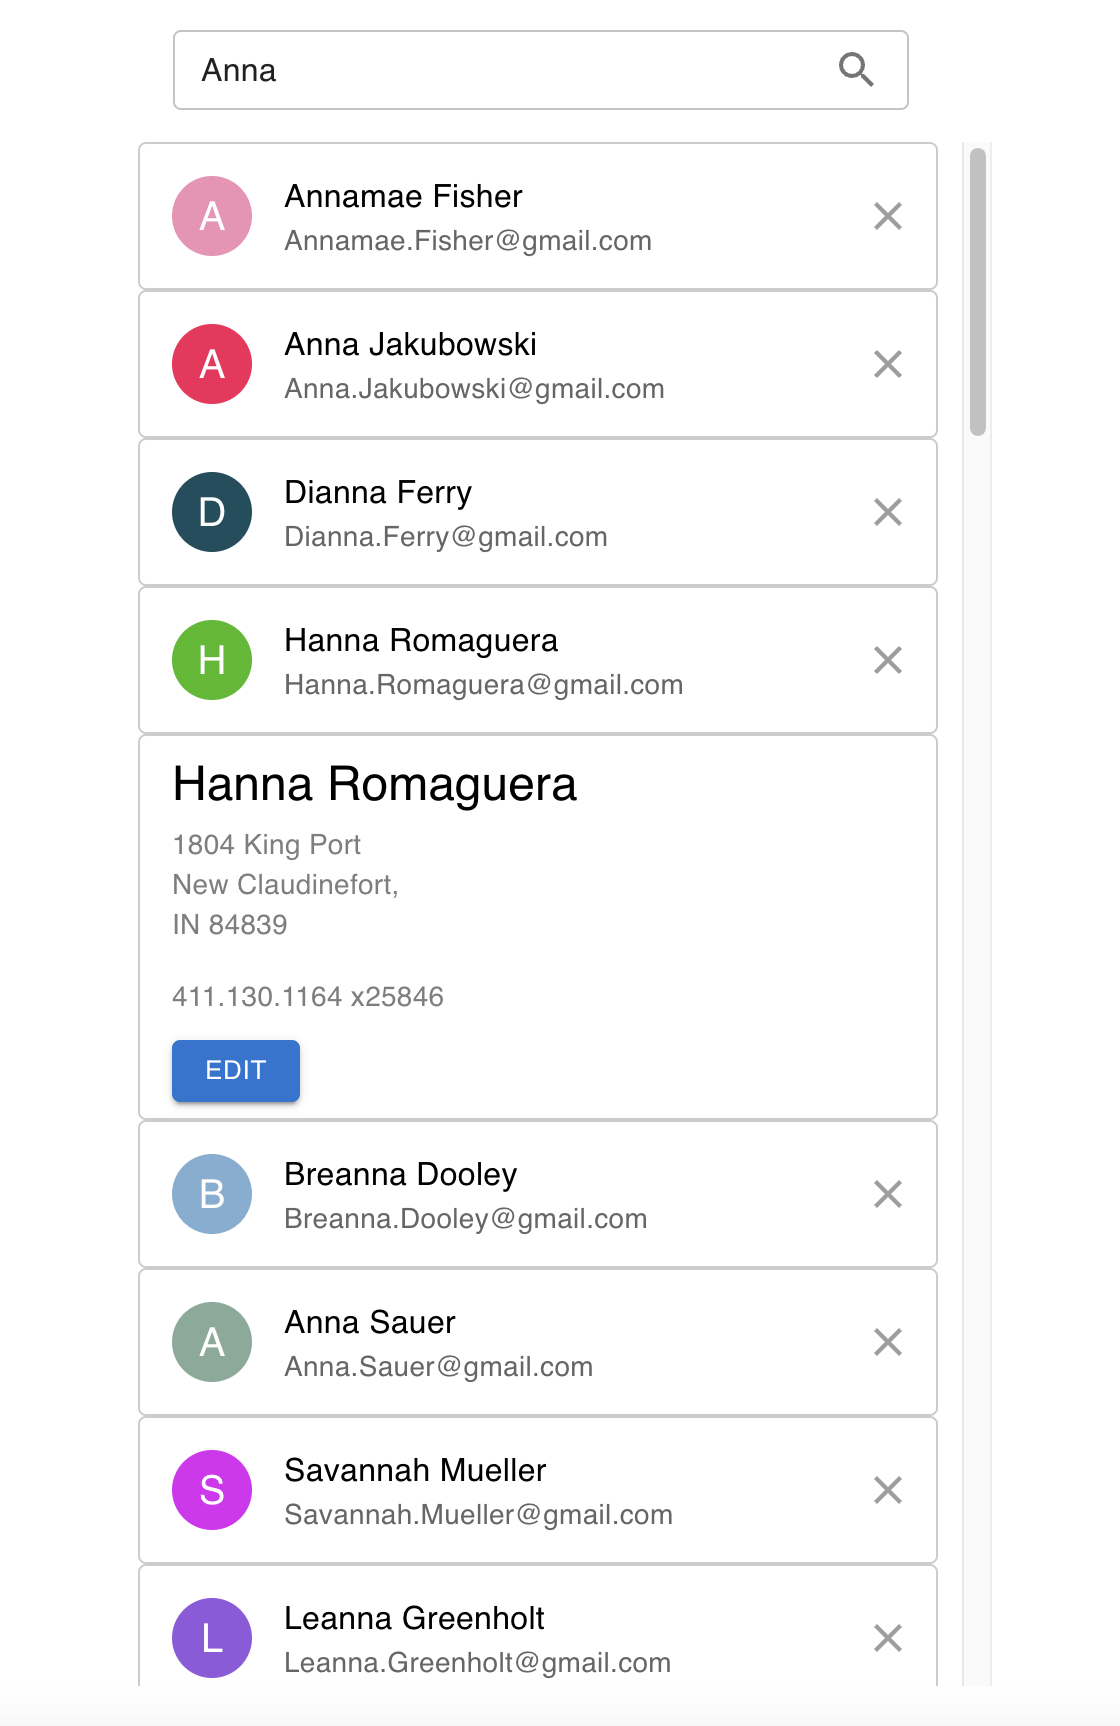 Anna
A
Annamae Fisher
Annamae.Fisher@gmail.com
A
Anna Jakubowski
Anna.Jakubowski@gmail.com
D
Dianna Ferry
Dianna.Ferry@gmail.com
H
Hanna Romaguera
Hanna.Romaguera@gmail.com
Hanna Romaguera
1804 King Port
New Claudinefort,
IN 84839
411.130.1164 x25846
EDIT
B
Breanna Dooley
Breanna.Dooley@gmail.com
A
Anna Sauer
Anna.Sauer@gmail.com
S
Savannah Mueller
Savannah.Mueller@gmail.com
L
Leanna Greenholt
Leanna.Greenholt@gmail.com